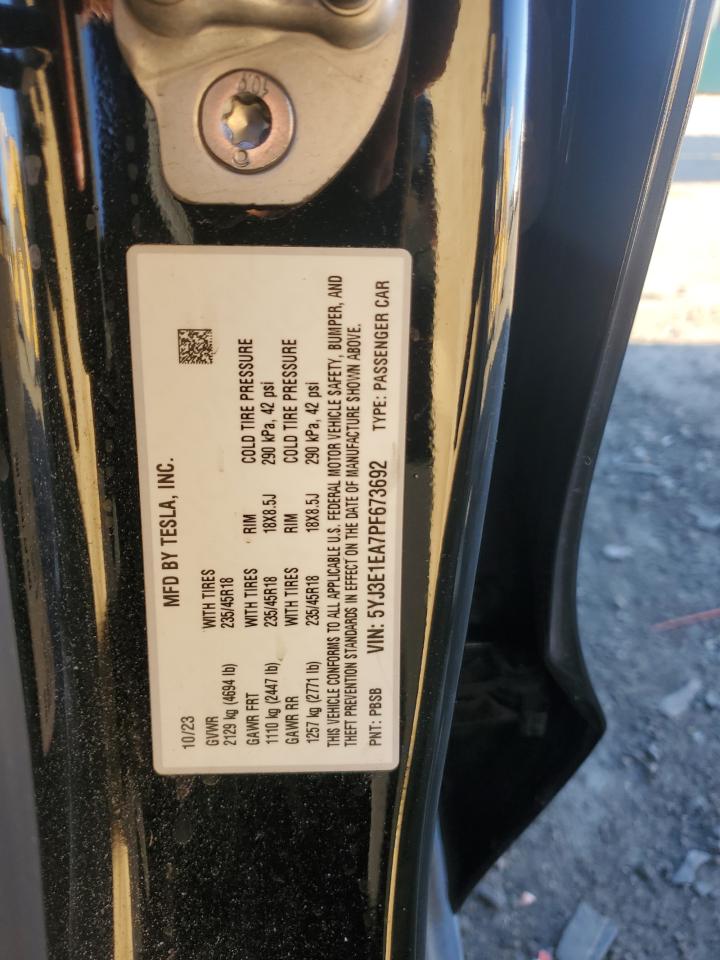 10/23 MFD BY TESLA, INC.
GVWR WITH TIRES
2129 kg (4694 lb) 235/45R18
GAWR FRT WITH TIRES RIM COLD TIRE PRESSURE
1110 kg (2447 lb) 235/45R18 18X8.5J 290 kPa, 42 psi
GAWR RR WITH TIRES RIM COLD TIRE PRESSURE
1257 kg (2771 lb) 235/45R18 18X8.5J 290 kPa, 42 psi
THIS VEHICLE CONFORMS TO ALL APPLICABLE U.S. FEDERAL MOTOR VEHICLE SAFETY, BUMPER, AND
THEFT PREVENTION STANDARDS IN EFFECT ON THE DATE OF MANUFACTURE SHOWN ABOVE.
PNT: PBSB VIN: 5YJ3E1EA7PF673692 TYPE: PASSENGER CAR